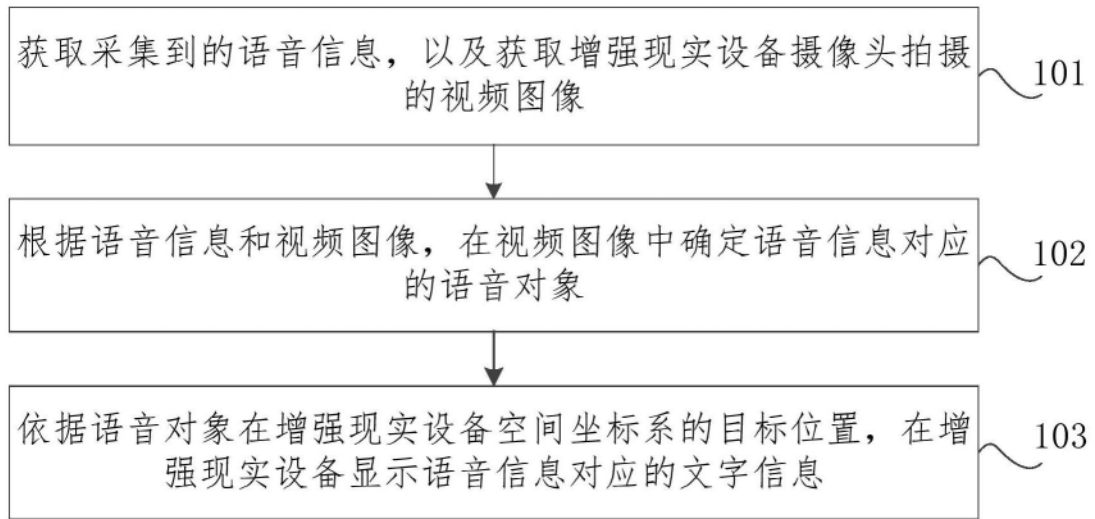 获取采集到的语音信息，以及获取增强现实设备摄像头拍摄
的视频图像
101
根据语音信息和视频图像，在视频图像中确定语音信息对应
的语音对象
102
依据语音对象在增强现实设备空间坐标系的目标位置，在增
强现实设备显示语音信息对应的文字信息
103